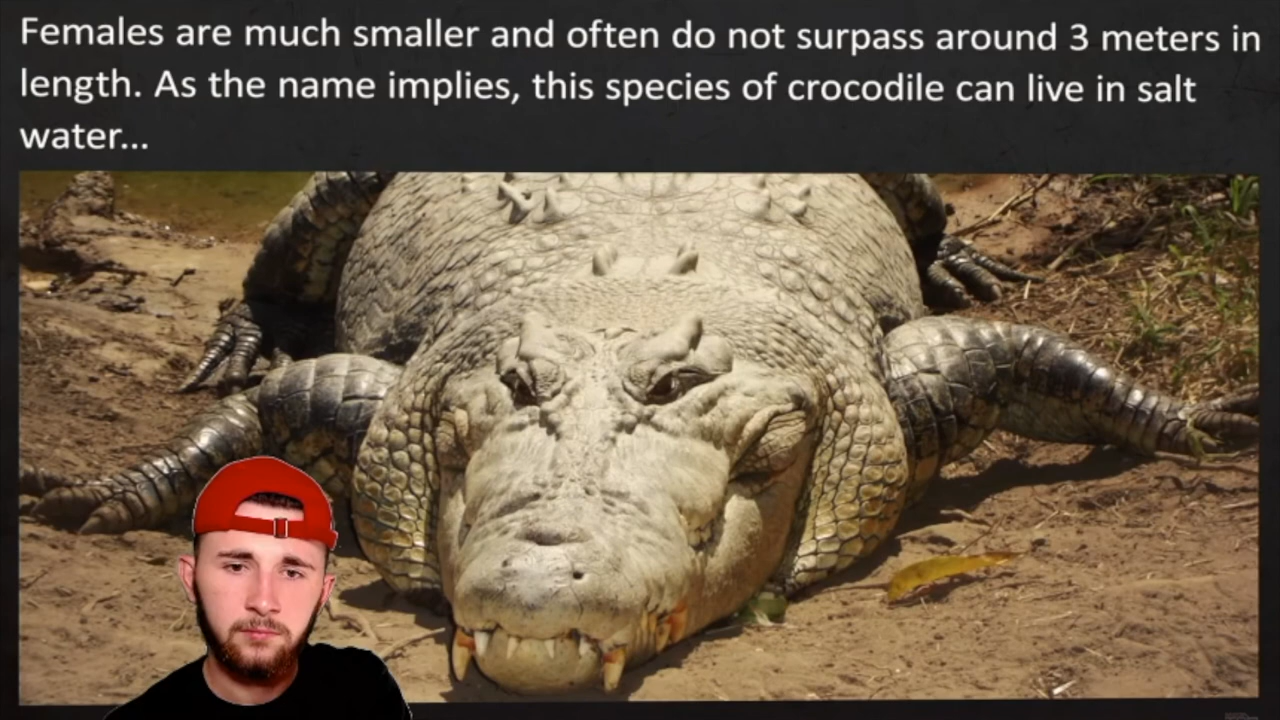 Females are much smaller and often do not surpass around 3 meters in
length. As the name implies, this species of crocodile can live in salt
water...